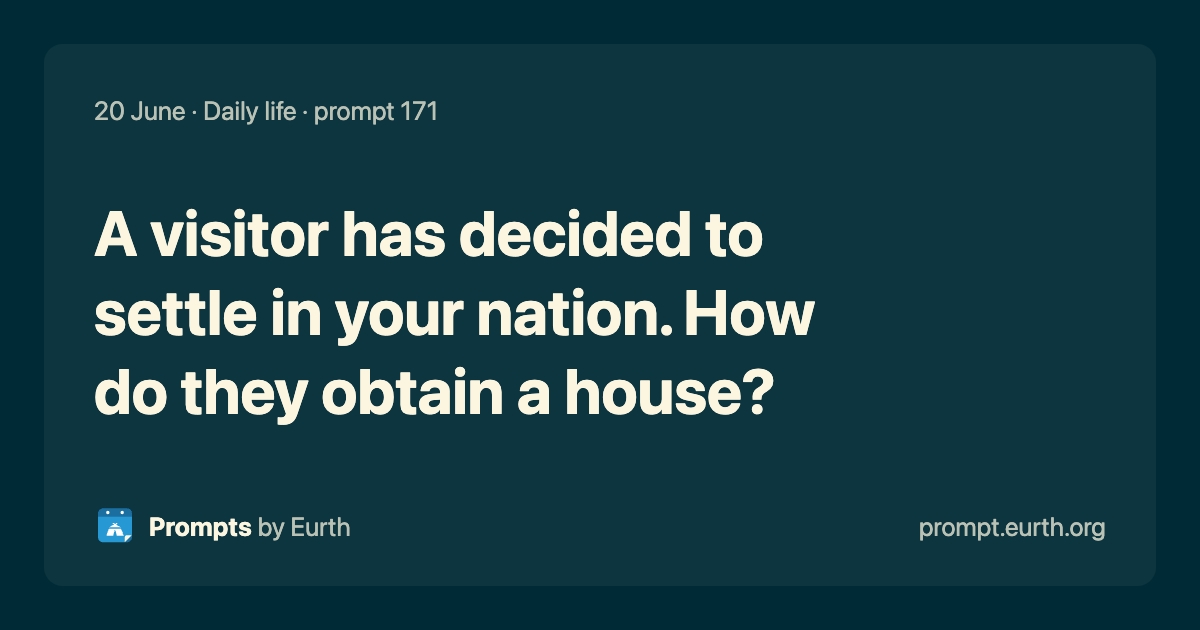 20 June · Daily life · prompt 171
A visitor has decided to
settle in your nation. How
do they obtain a house?
Prompts by Eurth
prompt.eurth.org